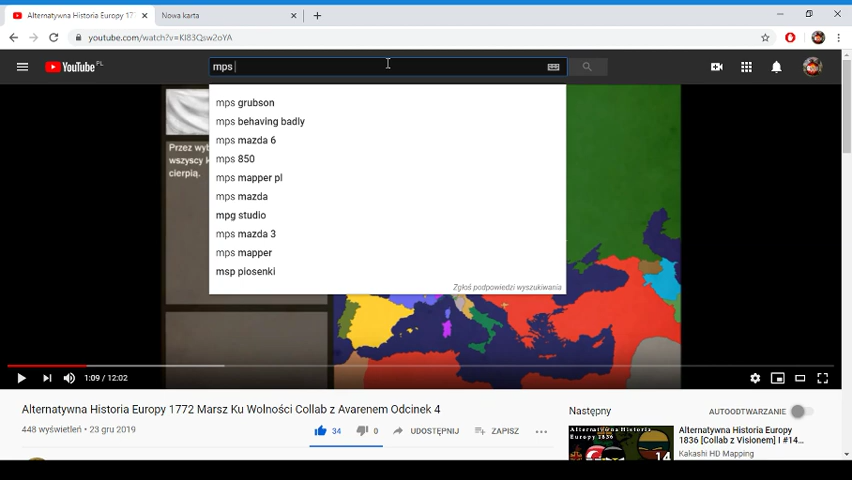 Alternatywna Historia Europy 177
Nowa karta
youtube.com/watch?v=KI83Qsw2oYA
YouTube PL
mps
mps grubson
mps behaving badly
mps mazda 6
mps 850
mps mapper pl
mps mazda
mpg studio
mps mazda 3
mps mapper
msp piosenki
Zgłoś podpowiedzi wyszukiwania
Przez wyb
wszyscy k
cierpią.
1:09 / 12:02
Alternatywna Historia Europy 1772 Marsz Ku Wolności Collab z Avarenem Odcinek 4
448 wyświetleń • 23 gru 2019
34
0
UDOSTĘPNIJ
ZAPISZ
Następny
AUTOODTWARZANIE
Alternatywna Historia
Europy 1836
14
Alternatywna Historia Europy
1836 [Collab z Visionem] I #14...
Kakashi HD Mapping